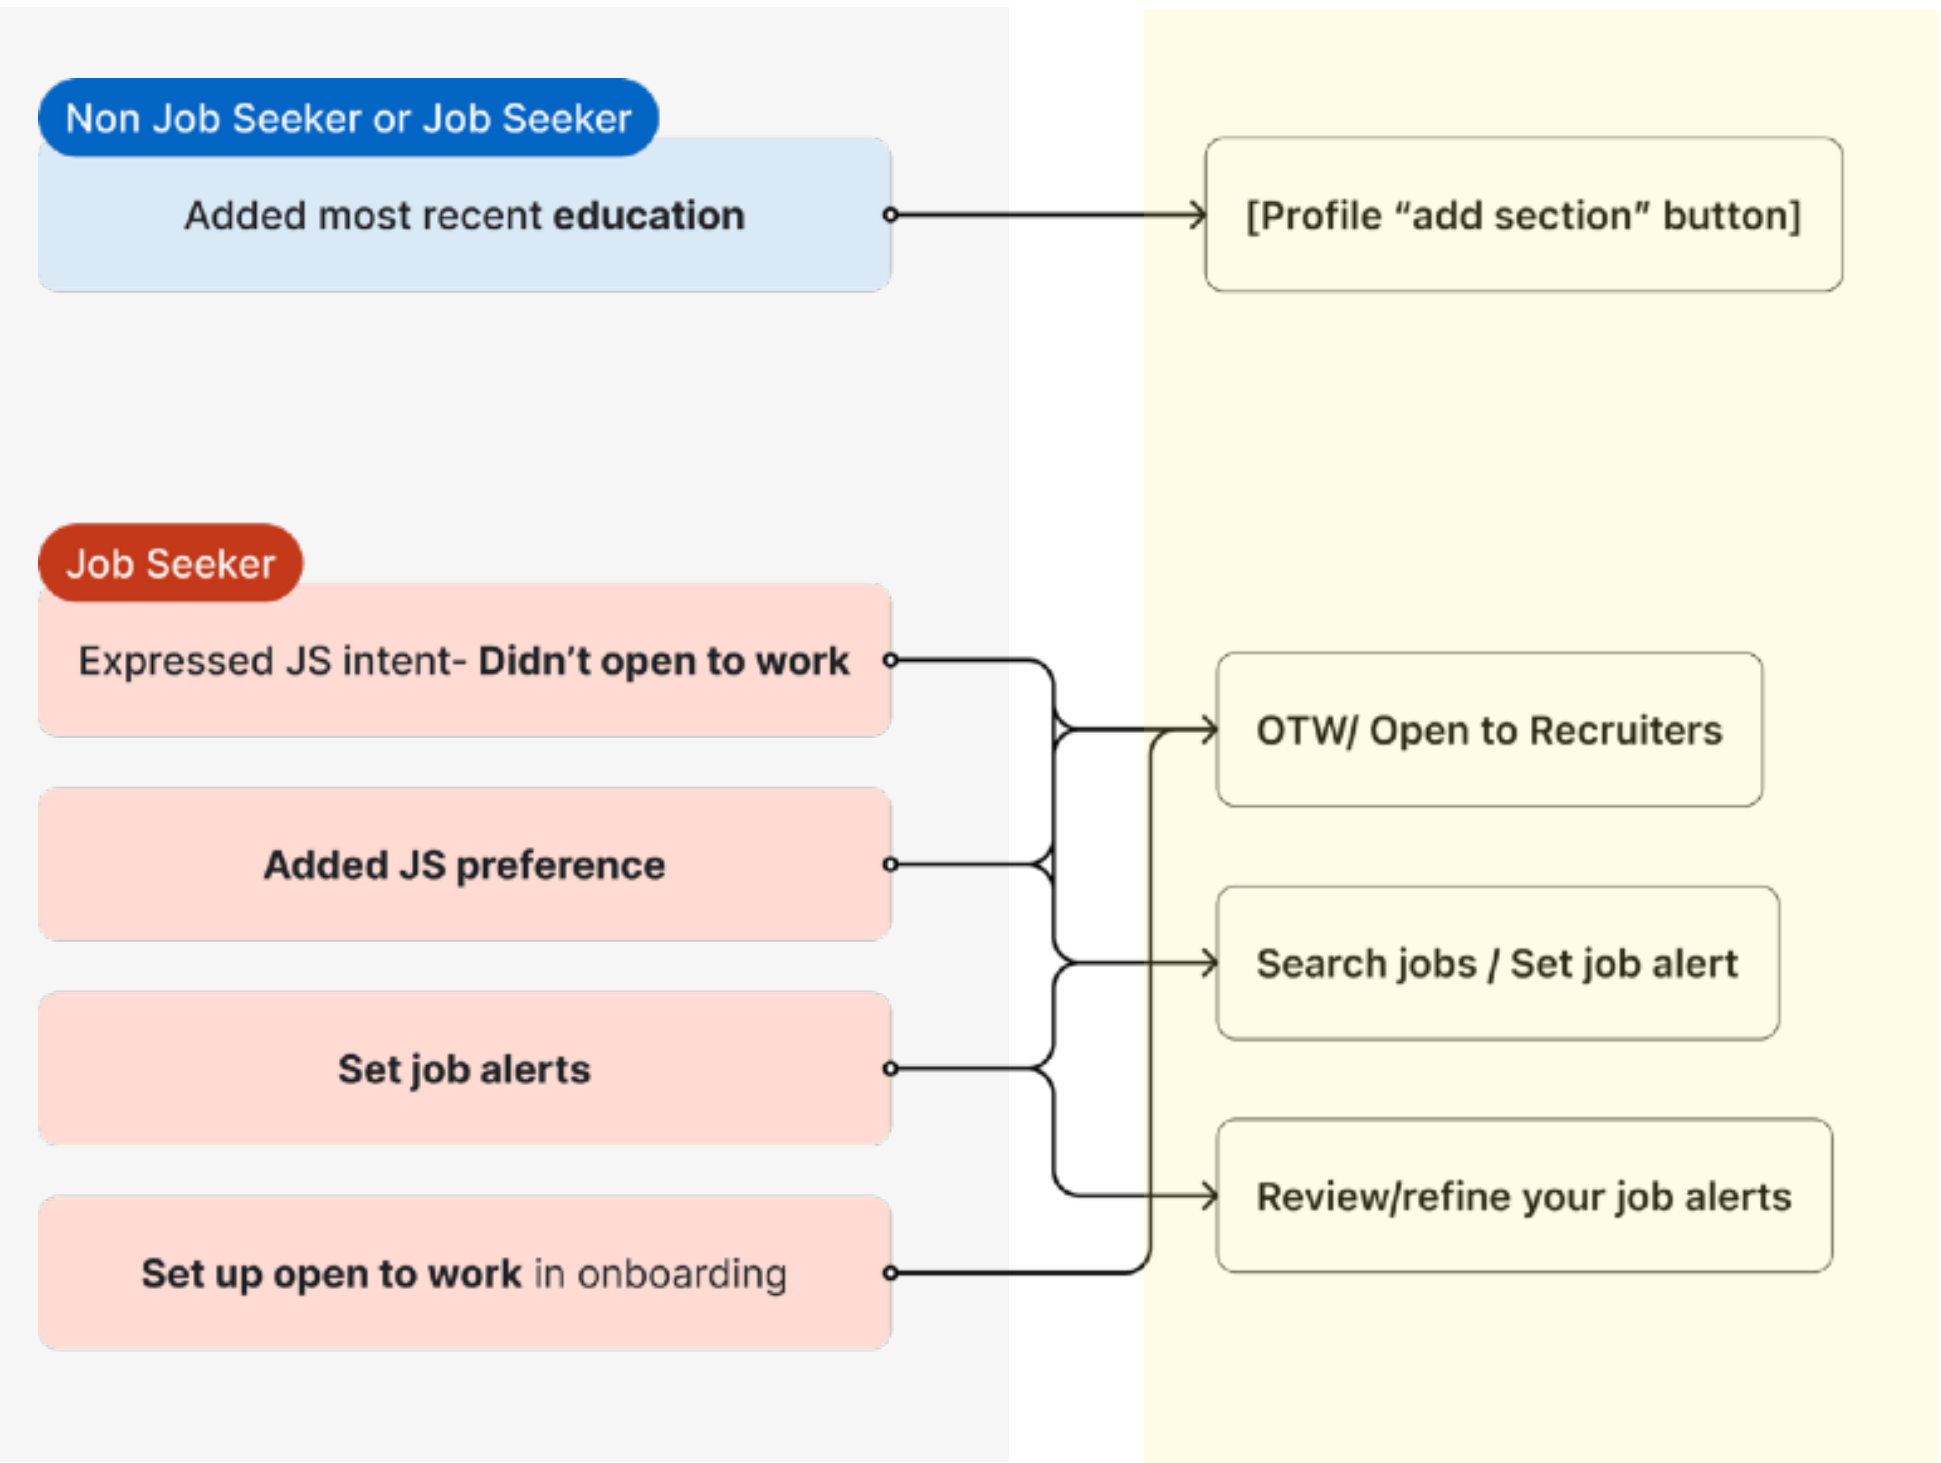 Non Job Seeker or Job Seeker
Added most recent education
[Profile “add section” button]
Job Seeker
Expressed JS intent- Didn’t open to work
OTW/ Open to Recruiters
Added JS preference
Search jobs / Set job alert
Set job alerts
Review/refine your job alerts
Set up open to work in onboarding